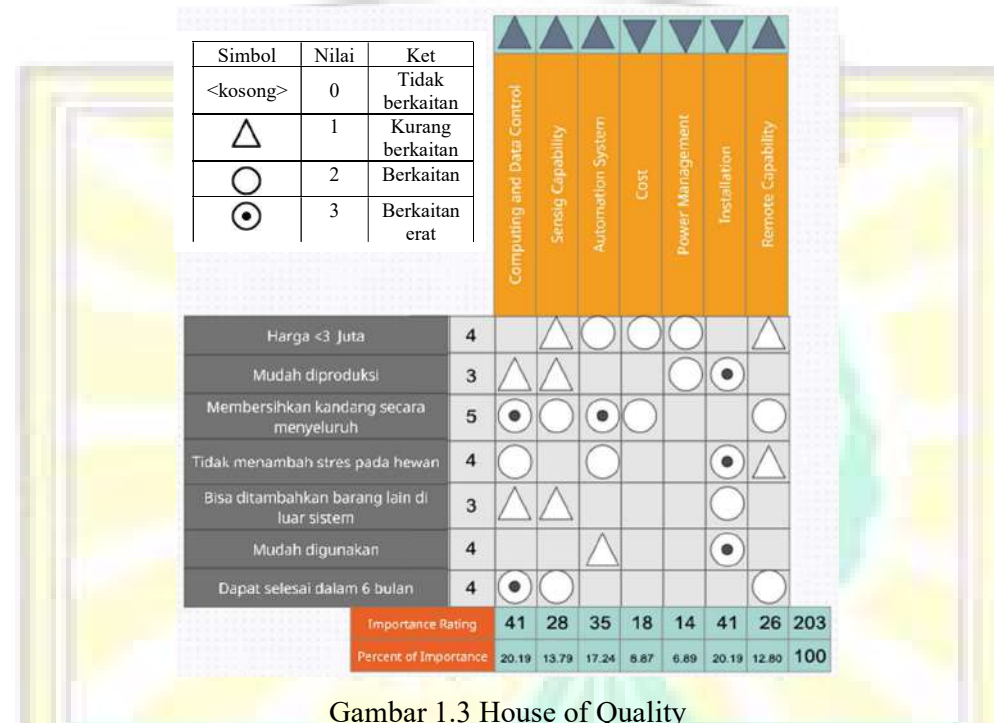 Simbol Nilai Ket
<kosong> 0 Tidak
berkaitan
1 Kurang
berkaitan
2 Berkaitan
3 Berkaitan
erat
Computing and Data Control
Sensig Capability
Automation System
Cost
Power Management
Installation
Remote Capability
Harga <3 Juta 4
Mudah diproduksi 3
Membersihkan kandang secara
menyeluruh 5
Tidak menambah stres pada hewan 4
Bisa ditambahkan barang lain di
luar sistem 3
Mudah digunakan 4
Dapat selesai dalam 6 bulan 4
Importance Rating 41 28 35 18 14 41 26 203
Percent of Importance 20.19 13.79 17.24 8.87 6.89 20.19 12.80 100
Gambar 1.3 House of Quality